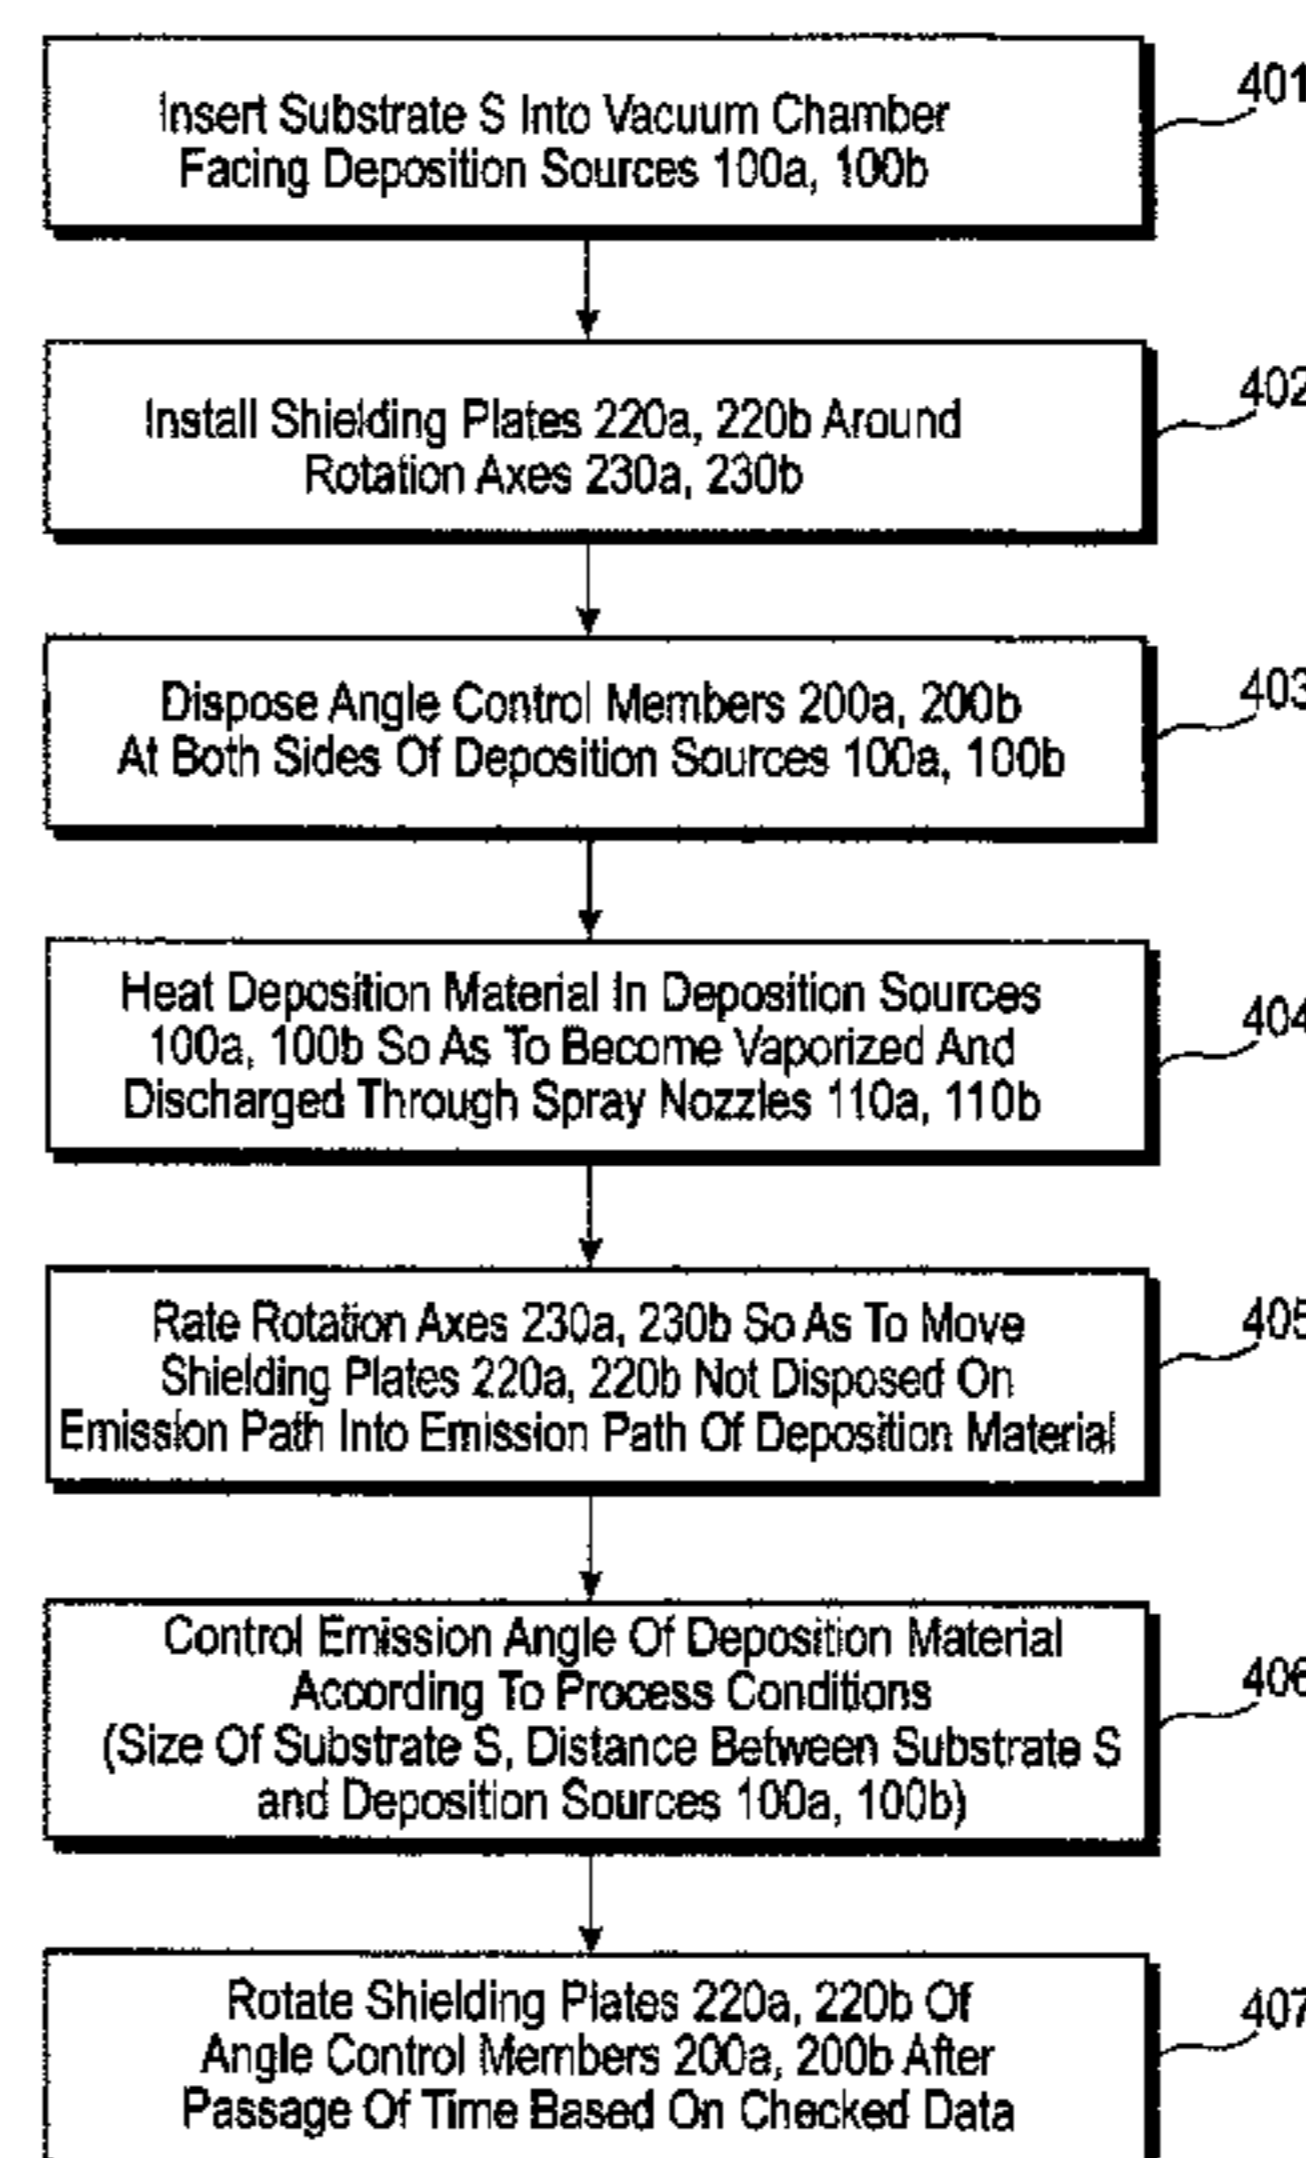 Insert Substrate S Into Vacuum Chamber
Facing Deposition Sources 100a, 100b
401
Install Shielding Plates 220a, 220b Around
Rotation Axes 230a, 230b
402
Dispose Angle Control Members 200a, 200b
At Both Sides Of Deposition Sources 100a, 100b
403
Heat Deposition Material In Deposition Sources
100a, 100b So As To Become Vaporized And
Discharged Through Spray Nozzles 110a, 110b
404
Rate Rotation Axes 230a, 230b So As To Move
Shielding Plates 220a, 220b Not Disposed On
Emission Path Into Emission Path Of Deposition Material
405
Control Emission Angle Of Deposition Material
According To Process Conditions
(Size Of Substrate S, Distance Between Substrate S
and Deposition Sources 100a, 100b)
406
Rotate Shielding Plates 220a, 220b Of
Angle Control Members 200a, 200b After
Passage Of Time Based On Checked Data
407